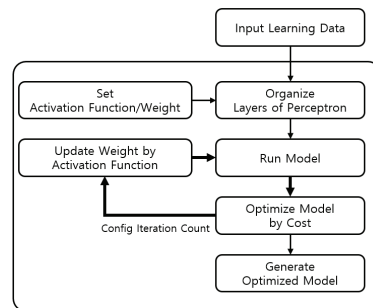 Input Learning Data
Set
Activation Function/Weight
Organize
Layers of Perceptron
Update Weight by
Activation Function
Run Model
Config Iteration Count
Optimize Model
by Cost
Generate
Optimized Model